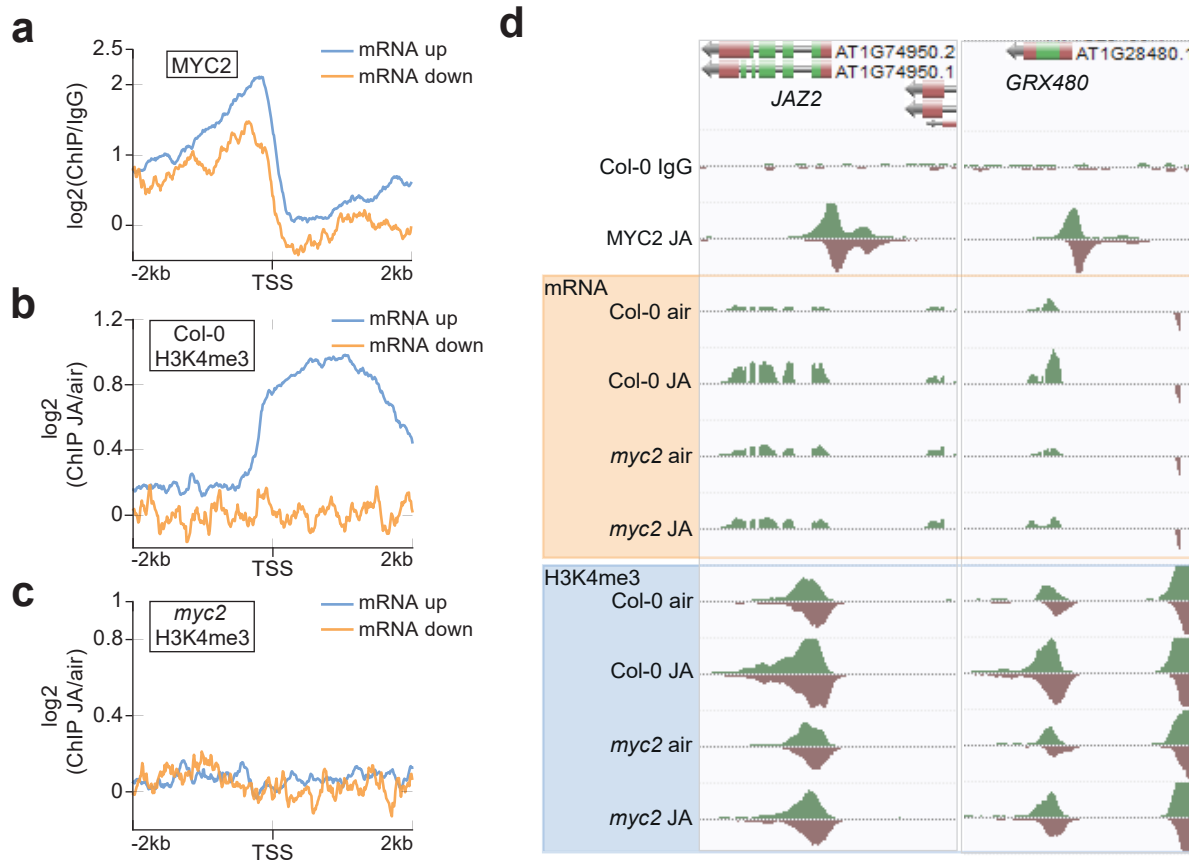 a
MYC2
mRNA up
mRNA down
log2(ChIP/IgG)
2.5
2
1
0
-2kb
TSS
2kb
b
Col-0
H3K4me3
mRNA up
mRNA down
log2
(ChIP JA/air)
1.2
0.8
0.4
0
-2kb
TSS
2kb
c
myc2
H3K4me3
mRNA up
mRNA down
log2
(ChIP JA/air)
1
0.4
0
-2kb
TSS
2kb
d
AT1G74950.2
AT1G74950.1
JAZ2
AT1G28480.1
GRX480
Col-0 IgG
MYC2 JA
mRNA
Col-0 air
Col-0 JA
myc2 air
myc2 JA
H3K4me3
Col-0 air
Col-0 JA
myc2 air
myc2 JA